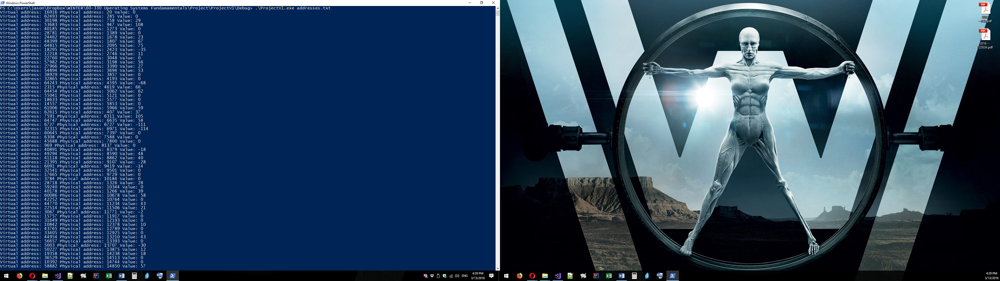 Windows PowerShell
PS C:\Users\jason\Dropbox\WINTER\60-330 Operating Systems Fundamamentals\Project\ProjectV1\Debug> .\ProjectV1.exe addresses.txt
Virtual address: 16916 Physical address: 20 Value: 0
Virtual address: 62493 Physical address: 285 Value: 0
Virtual address: 30198 Physical address: 758 Value: 29
Virtual address: 53683 Physical address: 947 Value: 108
Virtual address: 40185 Physical address: 1273 Value: 0
Virtual address: 28781 Physical address: 1389 Value: 0
Virtual address: 24462 Physical address: 1678 Value: 23
Virtual address: 48399 Physical address: 1807 Value: 67
Virtual address: 64815 Physical address: 2095 Value: 75
Virtual address: 18295 Physical address: 2423 Value: -35
Virtual address: 12218 Physical address: 2746 Value: 11
Virtual address: 22760 Physical address: 3048 Value: 0
Virtual address: 57982 Physical address: 3198 Value: 56
Virtual address: 27966 Physical address: 3390 Value: 27
Virtual address: 54894 Physical address: 3694 Value: 53
Virtual address: 38929 Physical address: 3857 Value: 0
Virtual address: 32865 Physical address: 4193 Value: 0
Virtual address: 64243 Physical address: 4595 Value: -68
Virtual address: 2315 Physical address: 4619 Value: 66
Virtual address: 64454 Physical address: 5062 Value: 62
Virtual address: 55041 Physical address: 5121 Value: 0
Virtual address: 18633 Physical address: 5577 Value: 0
Virtual address: 14557 Physical address: 5853 Value: 0
Virtual address: 61006 Physical address: 5966 Value: 59
Virtual address: 62615 Physical address: 407 Value: 37
Virtual address: 7591 Physical address: 6311 Value: 105
Virtual address: 64747 Physical address: 6635 Value: 58
Virtual address: 6727 Physical address: 6727 Value: -111
Virtual address: 32315 Physical address: 6971 Value: -114
Virtual address: 60645 Physical address: 7397 Value: 0
Virtual address: 6308 Physical address: 7588 Value: 0
Virtual address: 45688 Physical address: 7800 Value: 0
Virtual address: 969 Physical address: 8137 Value: 0
Virtual address: 40891 Physical address: 8379 Value: -18
Virtual address: 49294 Physical address: 8590 Value: 48
Virtual address: 41118 Physical address: 8862 Value: 40
Virtual address: 21395 Physical address: 9107 Value: -28
Virtual address: 6091 Physical address: 9419 Value: -14
Virtual address: 32541 Physical address: 9501 Value: 0
Virtual address: 17665 Physical address: 9729 Value: 0
Virtual address: 3784 Physical address: 10184 Value: 0
Virtual address: 28718 Physical address: 1326 Value: 28
Virtual address: 59240 Physical address: 10344 Value: 0
Virtual address: 40178 Physical address: 1266 Value: 39
Virtual address: 60086 Physical address: 10678 Value: 58
Virtual address: 42252 Physical address: 10764 Value: 0
Virtual address: 44770 Physical address: 11234 Value: 43
Virtual address: 22514 Physical address: 11506 Value: 21
Virtual address: 3067 Physical address: 11771 Value: -2
Virtual address: 15757 Physical address: 11917 Value: 0
Virtual address: 31649 Physical address: 12193 Value: 0
Virtual address: 10842 Physical address: 12378 Value: 10
Virtual address: 43765 Physical address: 12789 Value: 0
Virtual address: 33405 Physical address: 12925 Value: 0
Virtual address: 44954 Physical address: 13210 Value: 43
Virtual address: 56657 Physical address: 13393 Value: 0
Virtual address: 5003 Physical address: 13707 Value: -30
Virtual address: 50227 Physical address: 13875 Value: 12
Virtual address: 19358 Physical address: 14238 Value: 18
Virtual address: 36529 Physical address: 14513 Value: 0
Virtual address: 10392 Physical address: 14744 Value: 0
Virtual address: 58882 Physical address: 14850 Value: 57
ENG
4:39 PM
3/13/2018
PDF
PDF
2016 --
T2202A.pdf
4:39 PM
3/13/2018